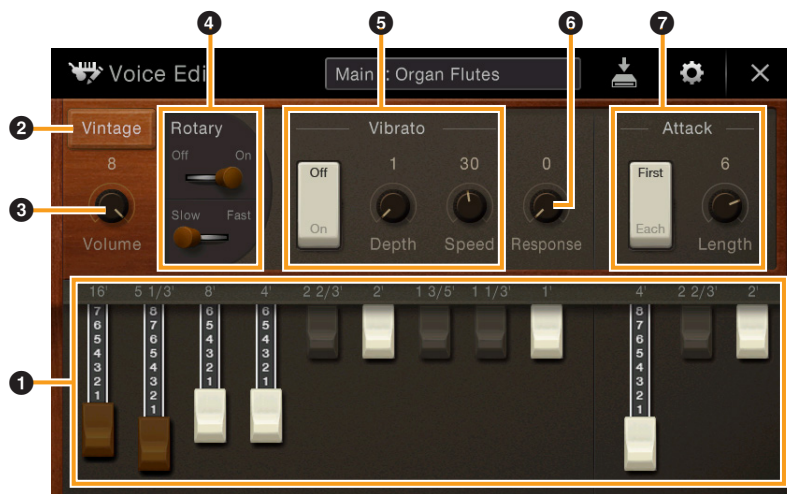 4 5 6 7
Voice Edi Main : Organ Flutes
2 Vintage Rotary Vibrato Attack
Off On
8 1 30 0 6
Off First
3
Slow Fast
On Each
Volume Depth Speed Response Length
16' 5 1/3' 8' 4' 2 2/3' 2' 1 3/5' 1 1/3' 1' 4' 2 2/3' 2'
7 8 6 6 8
6 7 5 5 7
5 6 4 4 6
4 5 3 3 5
3 4 2 2 4
1 2 3 1 1 3
1 2 2
1 1